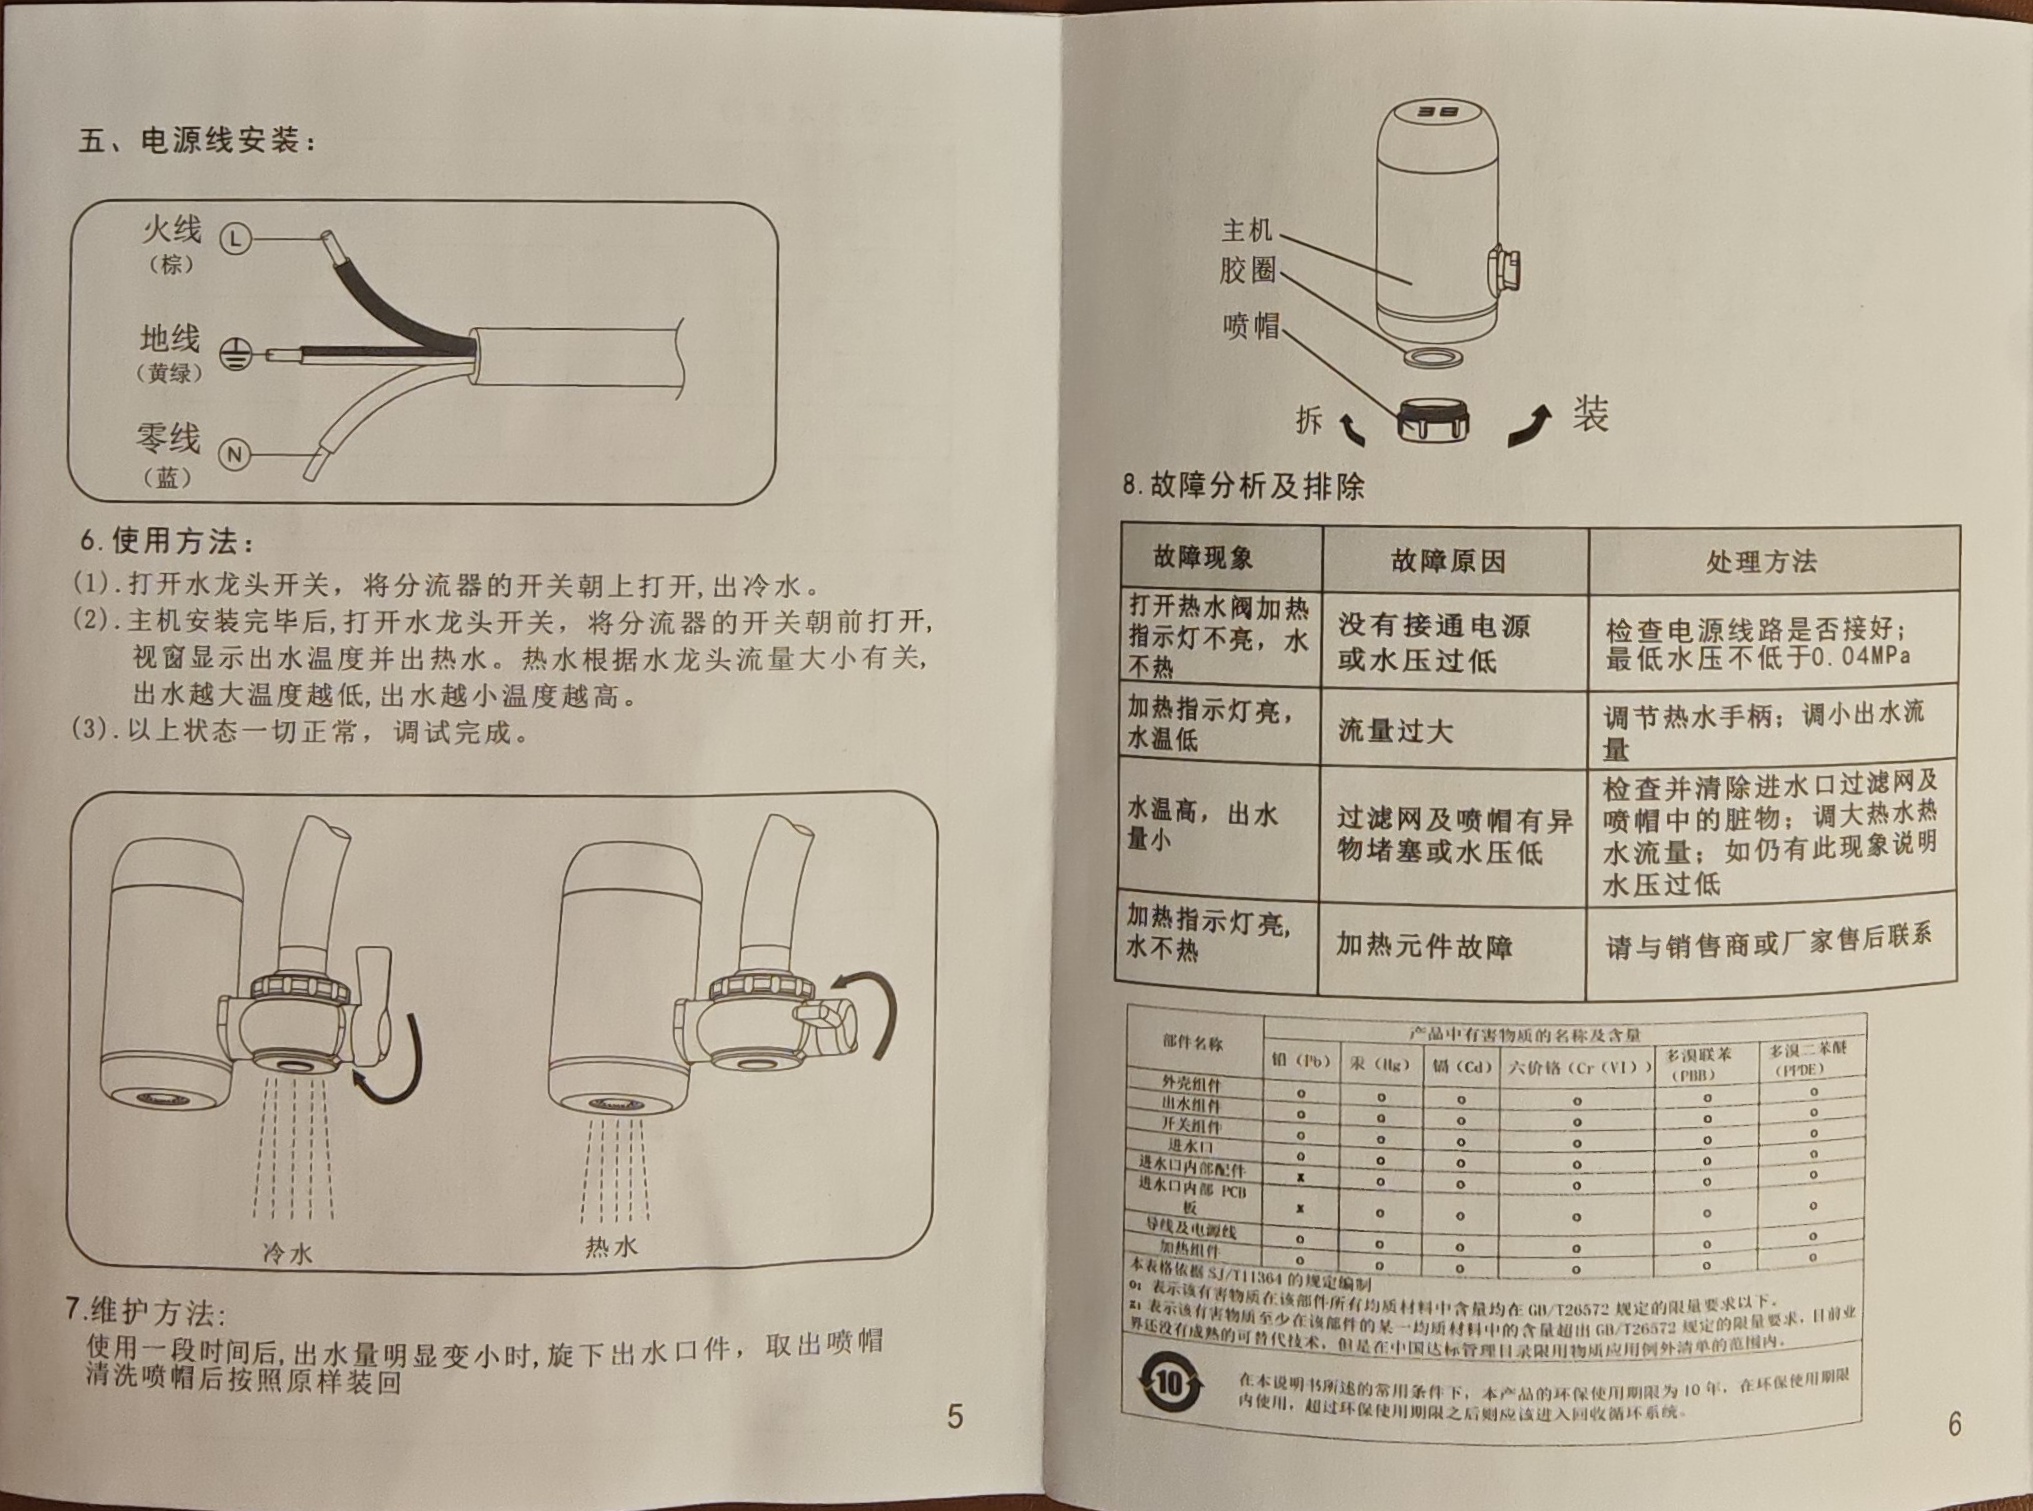 五、电源线安装：
火线 L
（棕）
地线
（黄绿）
零线 N
（蓝）
6.使用方法：
(1).打开水龙头开关，将分流器的开关朝上打开,出冷水。
(2).主机安装完毕后,打开水龙头开关，将分流器的开关朝前打开,
视窗显示出水温度并出热水。热水根据水龙头流量大小有关,
出水越大温度越低,出水越小温度越高。
(3).以上状态一切正常，调试完成。
冷水
热水
7.维护方法:
使用一段时间后,出水量明显变小时,旋下出水口件，取出喷帽
清洗喷帽后按照原样装回
5
38
主机
胶圈
喷帽
拆
装
8.故障分析及排除
故障现象 故障原因 处理方法
打开热水阀加热
指示灯不亮，水
不热
没有接通电源
或水压过低
检查电源线路是否接好；
最低水压不低于0.04MPa
加热指示灯亮，
水温低
流量过大
调节热水手柄；调小出水流
量
水温高，出水
量小
过滤网及喷帽有异
物堵塞或水压低
检查并清除进水口过滤网及
喷帽中的脏物；调大热水热
水流量；如仍有此现象说明
水压过低
加热指示灯亮,
水不热
加热元件故障
请与销售商或厂家售后联系
部件名称 产品中有害物质的名称及含量
铅（Pb） 汞（Hg） 镉（Cd） 六价铬（Cr（VI）） 多溴联苯（PBB） 多溴二苯醚（PPDE）
外壳组件 o o o o o o
出水组件 o o o o o o
开关组件 o o o o o o
进水口 o o o o o o
进水口内部配件 x o o o o o
进水口内部 PCB
板 x o o o o o
导线及电源线 o o o o o o
加热组件 o o o o o o
本表格依据 SJ/T11364 的规定编制
o：表示该有害物质在该部件所有均质材料中含量均在 GB/T26572 规定的限量要求以下。
x：表示该有害物质至少在该部件的某一均质材料中的含量超出 GB/T26572 规定的限量要求，目前业
界还没有成熟的可替代技术，但是在中国达标管理目录限用物质应用例外清单的范围内。
10
在本说明书所述的常用条件下，本产品的环保使用期限为 10 年，在环保使用期限
内使用，超过环保使用期限之后则应该进入回收循环系统。
6